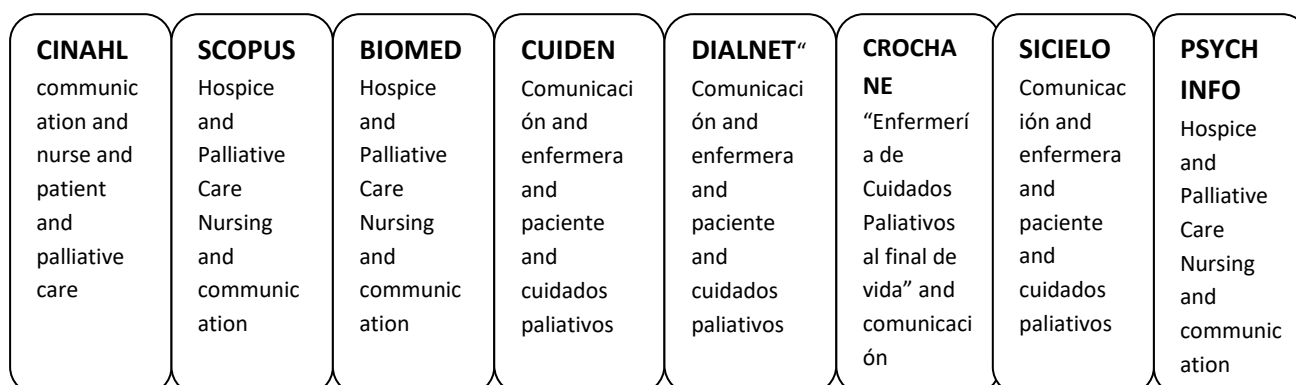 CINAHL
communic
ation and
nurse and
patient
and
palliative
care
SCOPUS
Hospice
and
Palliative
Care
Nursing
and
communic
ation
BIOMED
Hospice
and
Palliative
Care
Nursing
and
communic
ation
CUIDEN
Comunicaci
ón and
enfermera
and
paciente
and
cuidados
paliativos
DIALNET“
Comunicaci
ón and
enfermera
and
paciente
and
cuidados
paliativos
CROCHA
NE
“Enfermerí
a de
Cuidados
Paliativos
al final de
vida” and
comunicaci
ón
SICIELO
Comunicac
ión and
enfermera
and
paciente
and
cuidados
paliativos
PSYCH
INFO
Hospice
and
Palliative
Care
Nursing
and
communic
ation